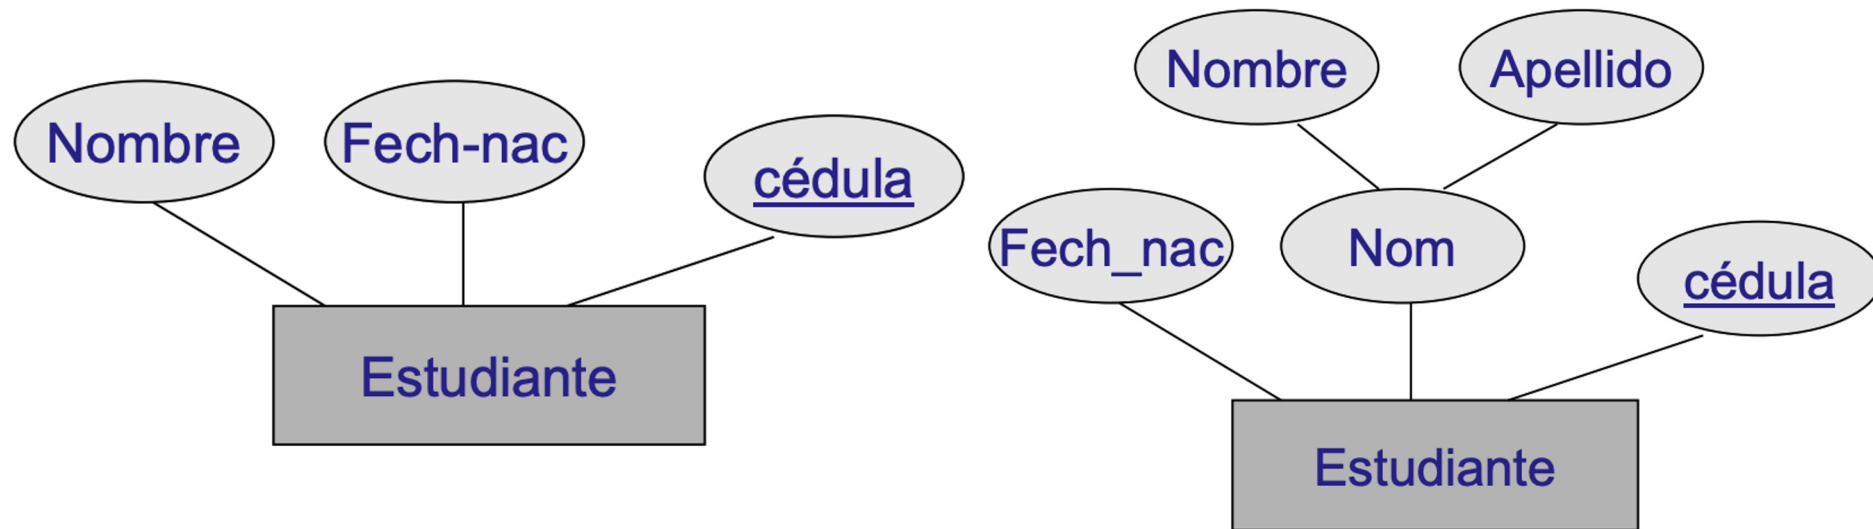 Nombre
Fech-nac
cédula
Estudiante
Nombre
Apellido
Fech_nac
Nom
cédula
Estudiante